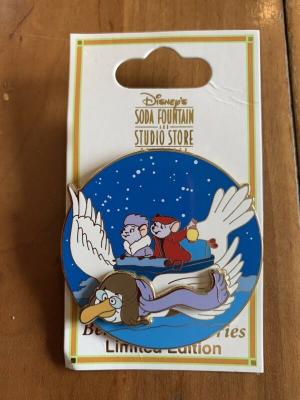 Disney's
SODA FOUNTAIN
AND
STUDIO STORE
Limited Edition